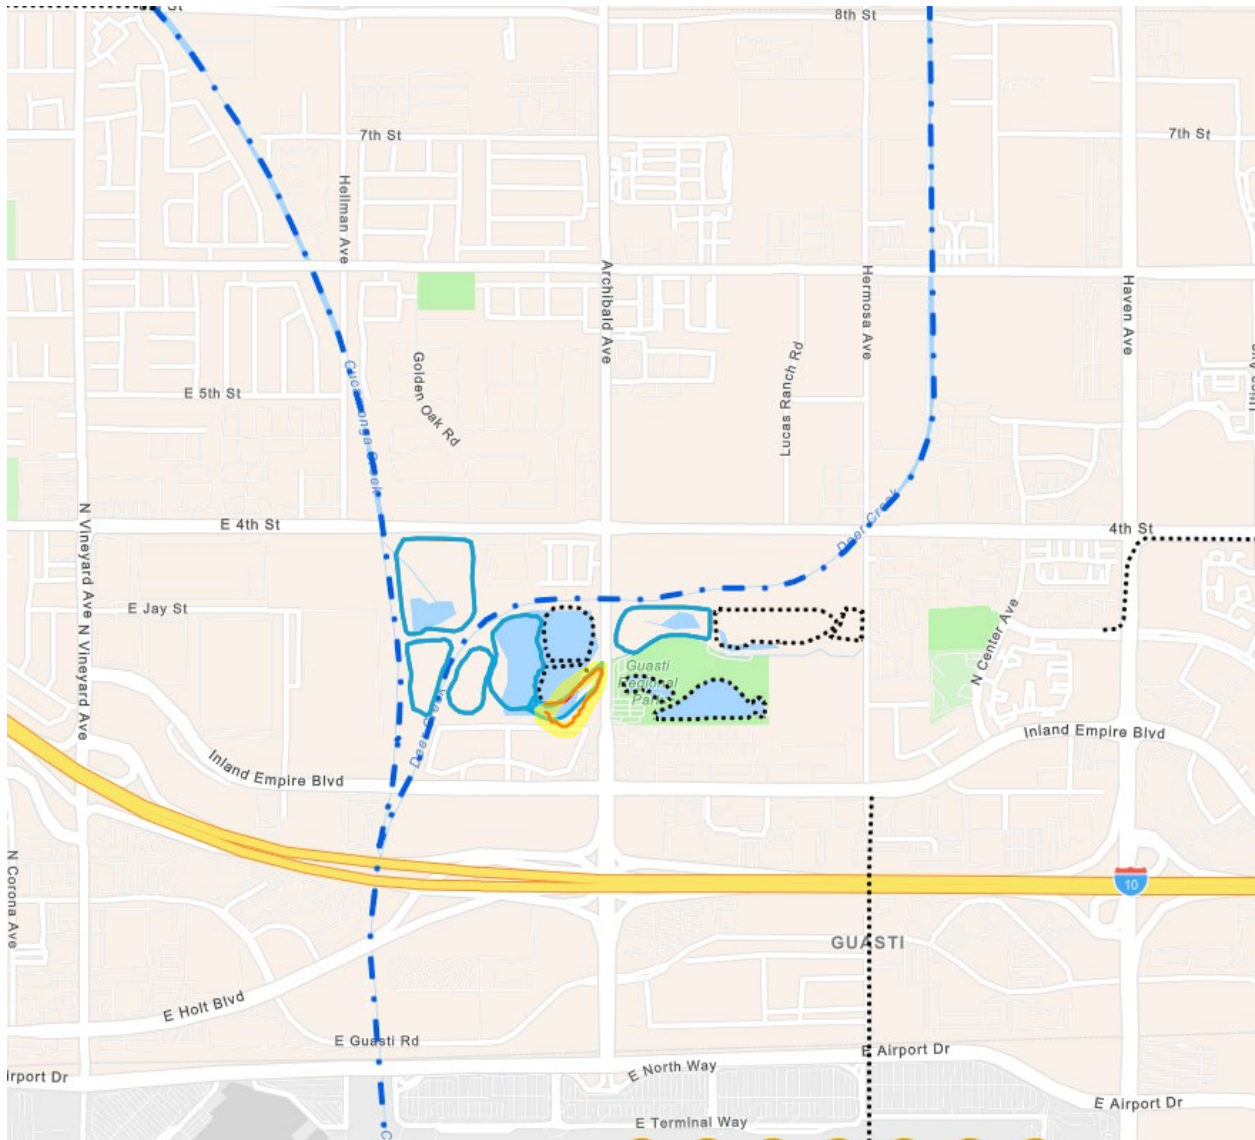 St
8th St
7th St
7th St
Hellman Ave
Archibald Ave
Hermosa Ave
Haven Ave
Lucas Ranch Rd
Golden Oak Rd
Cucamonga Creek
E 5th St
N Vineyard Ave
E 4th St
Deer Creek
4th St
E Jay St
N Vineyard Ave
N Center Ave
Guasti
Regional
Park
Deer Creek
Inland Empire Blvd
Inland Empire Blvd
N Corona Ave
10
GUASTI
E Holt Blvd
E Guasti Rd
E Airport Dr
E North Way
irport Dr
E Airport Dr
E Terminal Way
C